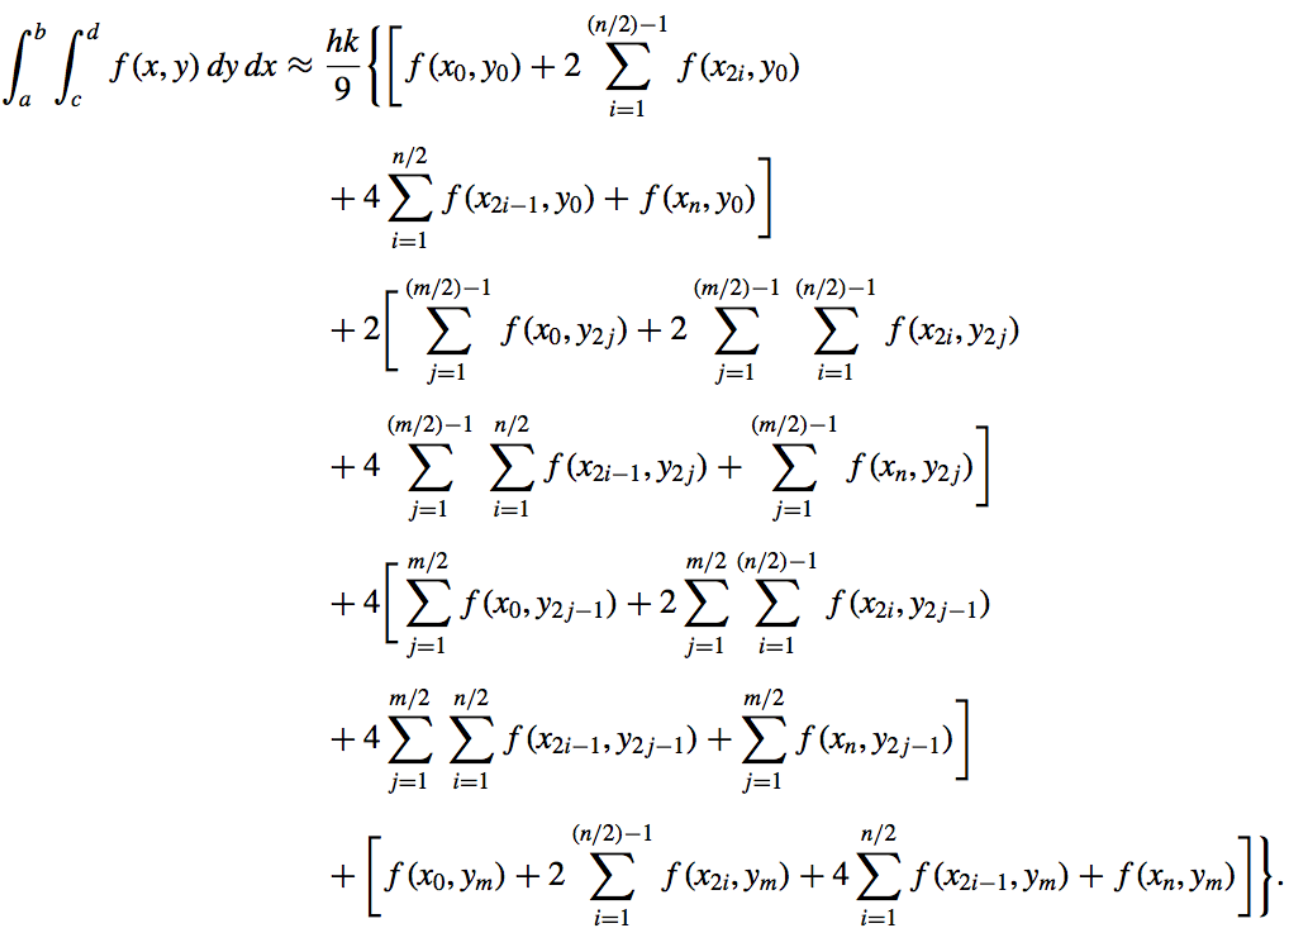 ∫_a^b ∫_c^d f(x, y) dy dx ≈ hk/9 {[ f(x_0, y_0) + 2 ∑_{i=1}^{(n/2)−1} f(x_{2i}, y_0)
+ 4 ∑_{i=1}^{n/2} f(x_{2i−1}, y_0) + f(x_n, y_0) ]
+ 2[ ∑_{j=1}^{(m/2)−1} f(x_0, y_{2j}) + 2 ∑_{j=1}^{(m/2)−1} ∑_{i=1}^{(n/2)−1} f(x_{2i}, y_{2j})
+ 4 ∑_{j=1}^{(m/2)−1} ∑_{i=1}^{n/2} f(x_{2i−1}, y_{2j}) + ∑_{j=1}^{(m/2)−1} f(x_n, y_{2j}) ]
+ 4[ ∑_{j=1}^{m/2} f(x_0, y_{2j−1}) + 2 ∑_{j=1}^{m/2} ∑_{i=1}^{(n/2)−1} f(x_{2i}, y_{2j−1})
+ 4 ∑_{j=1}^{m/2} ∑_{i=1}^{n/2} f(x_{2i−1}, y_{2j−1}) + ∑_{j=1}^{m/2} f(x_n, y_{2j−1}) ]
+ [ f(x_0, y_m) + 2 ∑_{i=1}^{(n/2)−1} f(x_{2i}, y_m) + 4 ∑_{i=1}^{n/2} f(x_{2i−1}, y_m) + f(x_n, y_m) ]}.